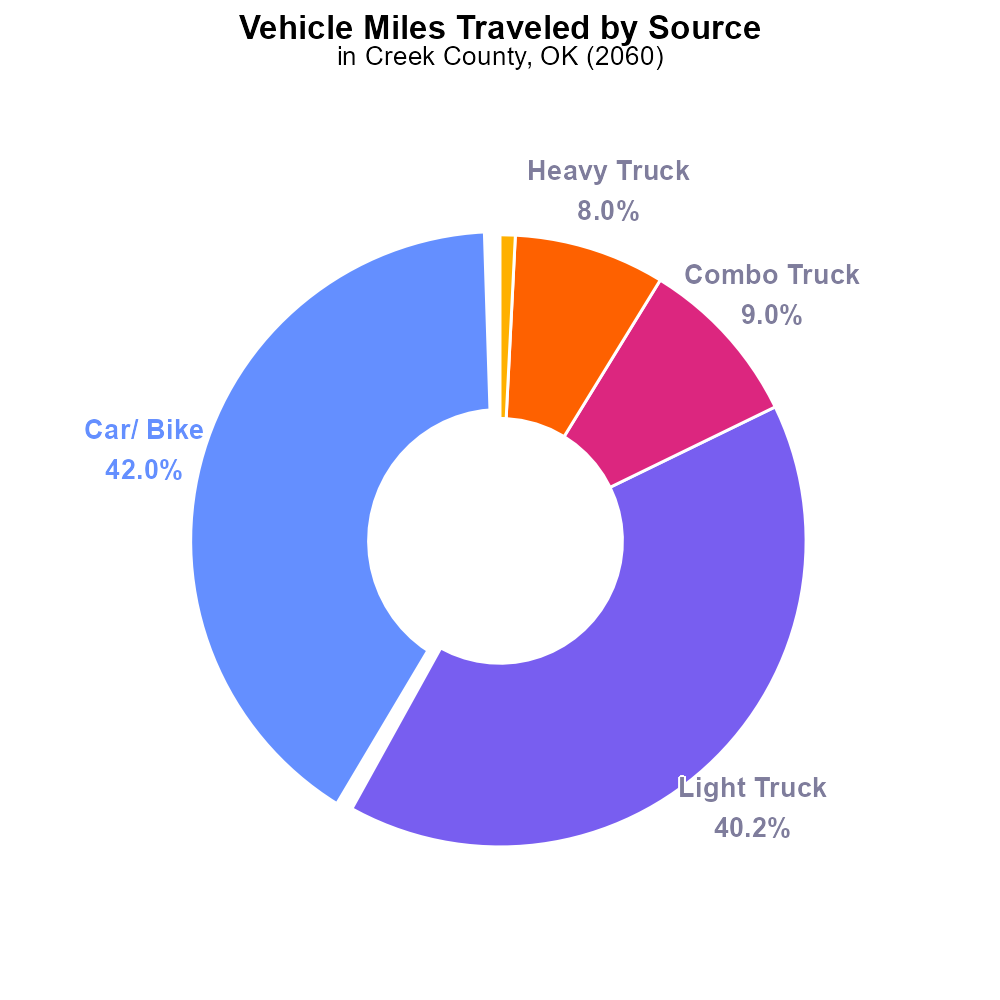 Vehicle Miles Traveled by Source
in Creek County, OK (2060)
Heavy Truck
8.0%
Combo Truck
9.0%
Car/ Bike
42.0%
Light Truck
40.2%